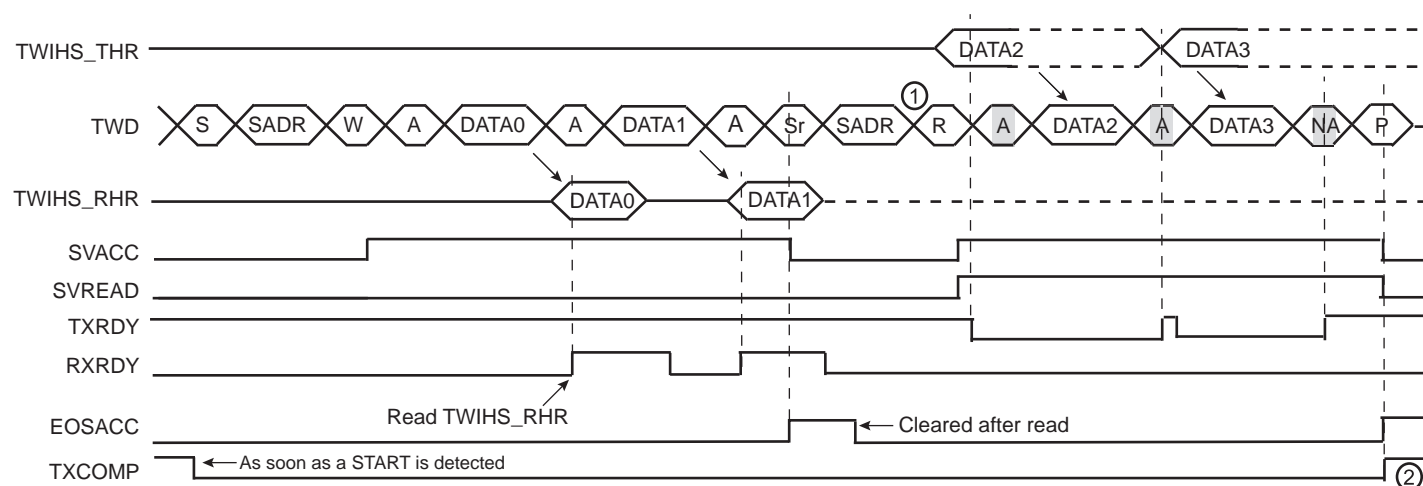 TWIHS_THR DATA2 DATA3
①
TWD S SADR W A DATA0 A DATA1 A Sr SADR R A DATA2 A DATA3 NA P
TWIHS_RHR DATA0 DATA1
SVACC
SVREAD
TXRDY
RXRDY
Read TWIHS_RHR
EOSACC Cleared after read
TXCOMP As soon as a START is detected ②